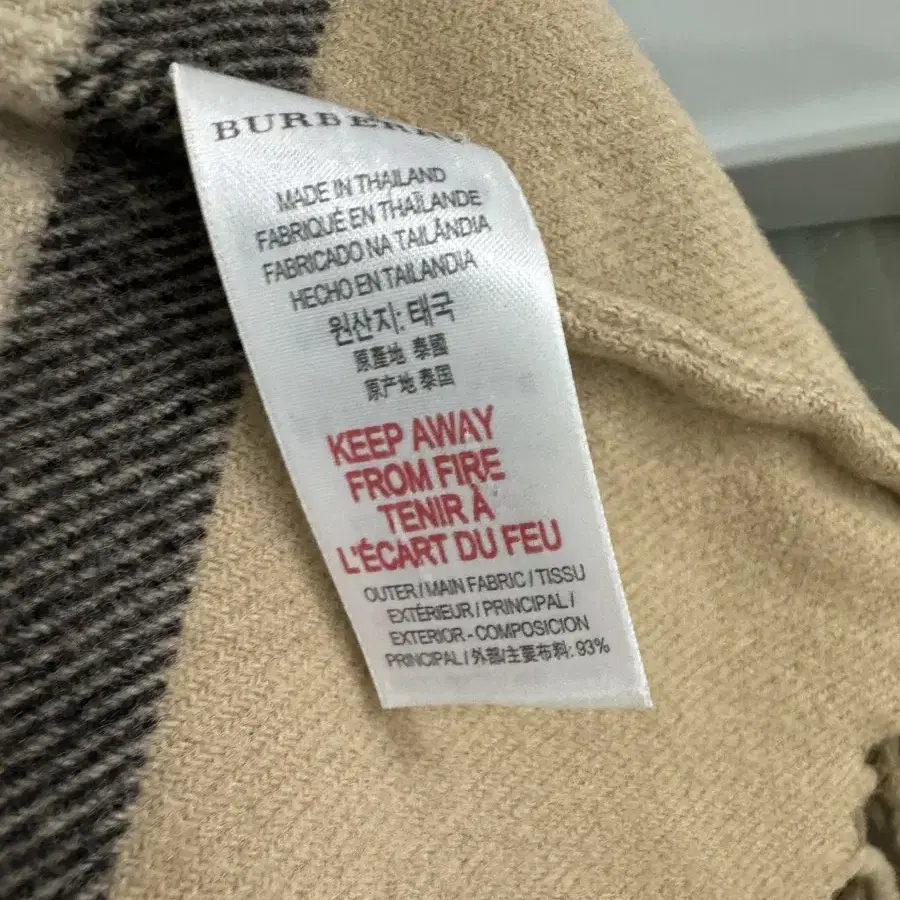 BURBERRY
MADE IN THAILAND
FABRIQUÉ EN THAÏLANDE
FABRICADO NA TAILÂNDIA
HECHO EN TAILANDIA
원산지: 태국
原產地 泰國
原产地 泰国
KEEP AWAY
FROM FIRE
TENIR À
L'ÉCART DU FEU
OUTER / MAIN FABRIC / TISSU
EXTÉRIEUR / PRINCIPAL /
EXTERIOR - COMPOSICION
PRINCIPAL / 外部/主要布料: 93%